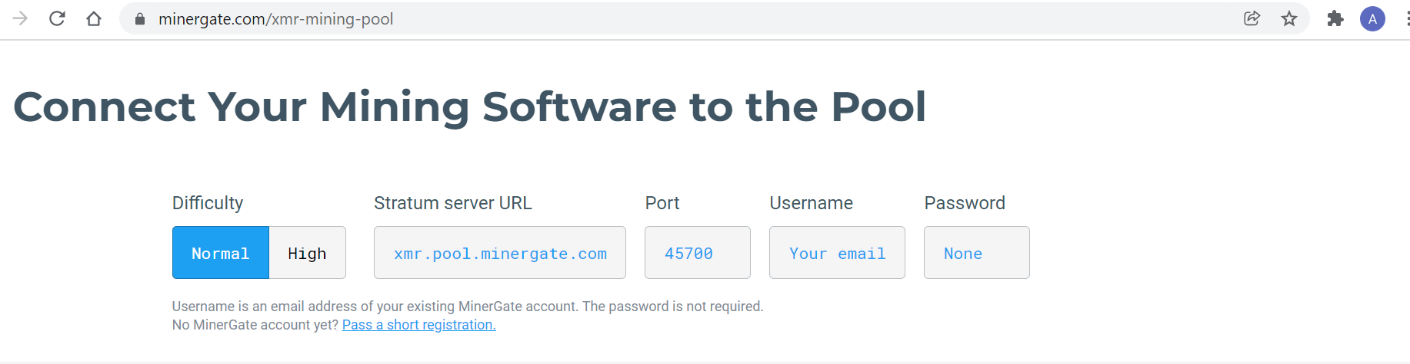 minergate.com/xmr-mining-pool
A
Connect Your Mining Software to the Pool
Difficulty Stratum server URL Port Username Password
Normal High xmr.pool.minergate.com 45700 Your email None
Username is an email address of your existing MinerGate account. The password is not required.
No MinerGate account yet? Pass a short registration.